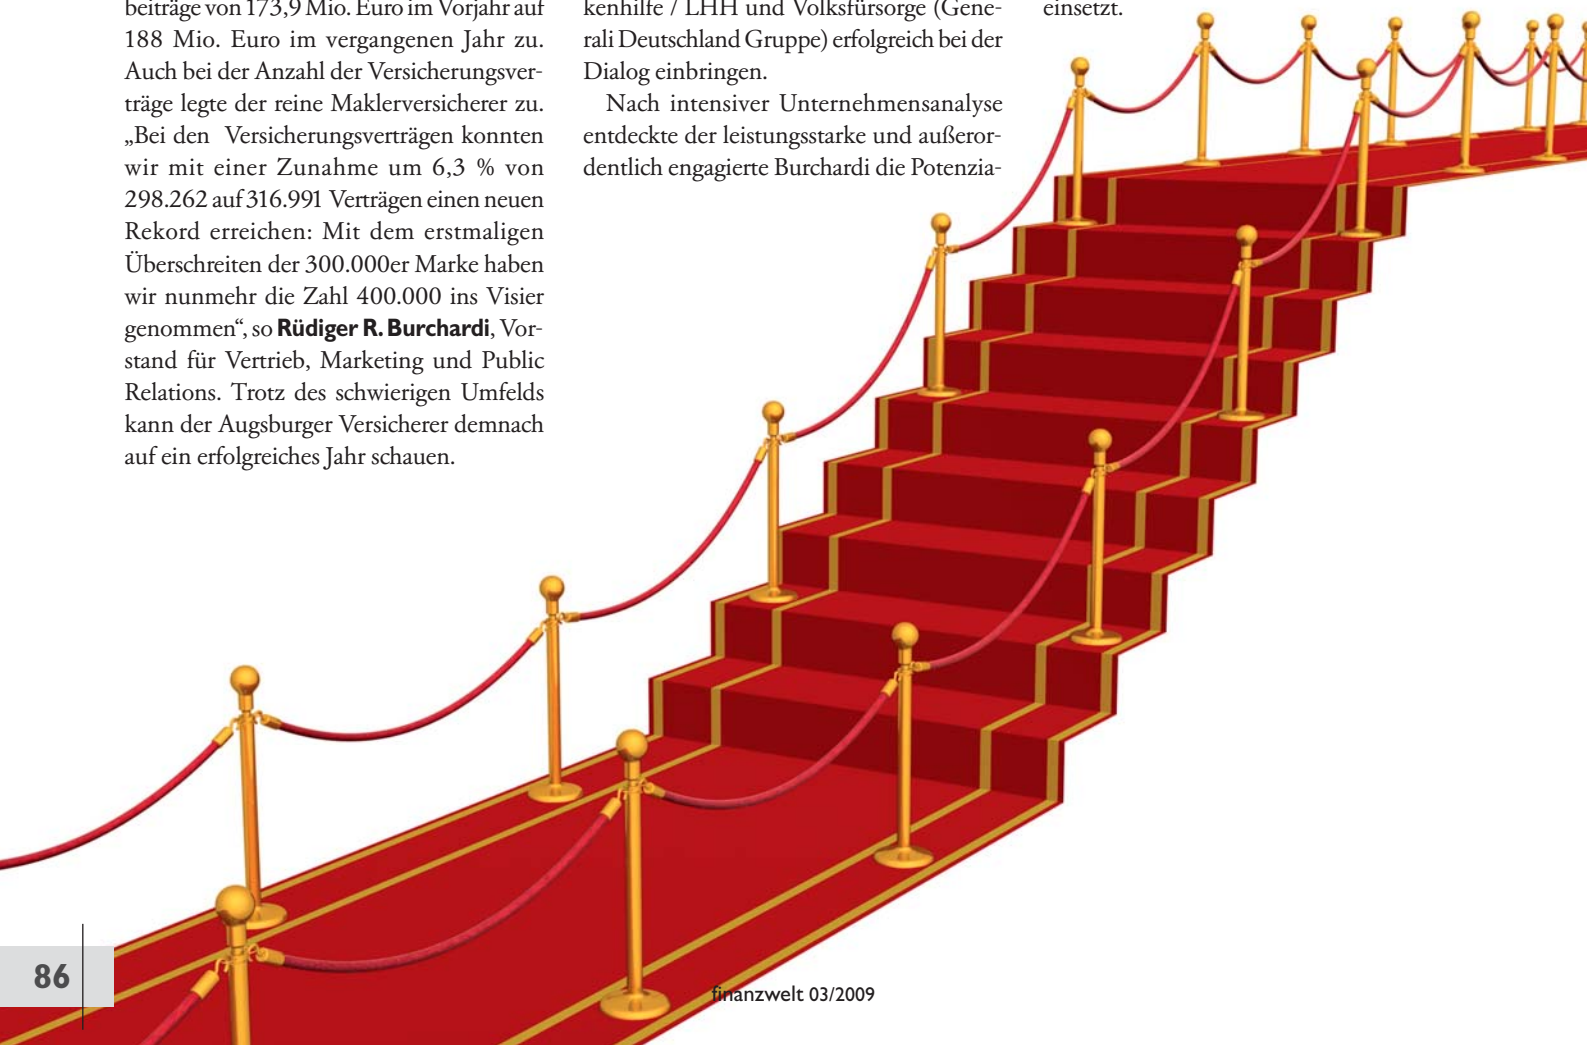 beiträge von 173,9 Mio. Euro im Vorjahr auf
188 Mio. Euro im vergangenen Jahr zu.
Auch bei der Anzahl der Versicherungsver-
träge legte der reine Maklerversicherer zu.
„Bei den Versicherungsverträgen konnten
wir mit einer Zunahme um 6,3 % von
298.262 auf 316.991 Verträgen einen neuen
Rekord erreichen: Mit dem erstmaligen
Überschreiten der 300.000er Marke haben
wir nunmehr die Zahl 400.000 ins Visier
genommen“, so Rüdiger R. Burchardi, Vor-
stand für Vertrieb, Marketing und Public
Relations. Trotz des schwierigen Umfelds
kann der Augsburger Versicherer demnach
auf ein erfolgreiches Jahr schauen.
kenhilfe / LHH und Volksfürsorge (Gene-
rali Deutschland Gruppe) erfolgreich bei der
Dialog einbringen.
Nach intensiver Unternehmensanalyse
entdeckte der leistungsstarke und außeror-
dentlich engagierte Burchardi die Potenzia-
einsetzt.
86
finanzwelt 03/2009